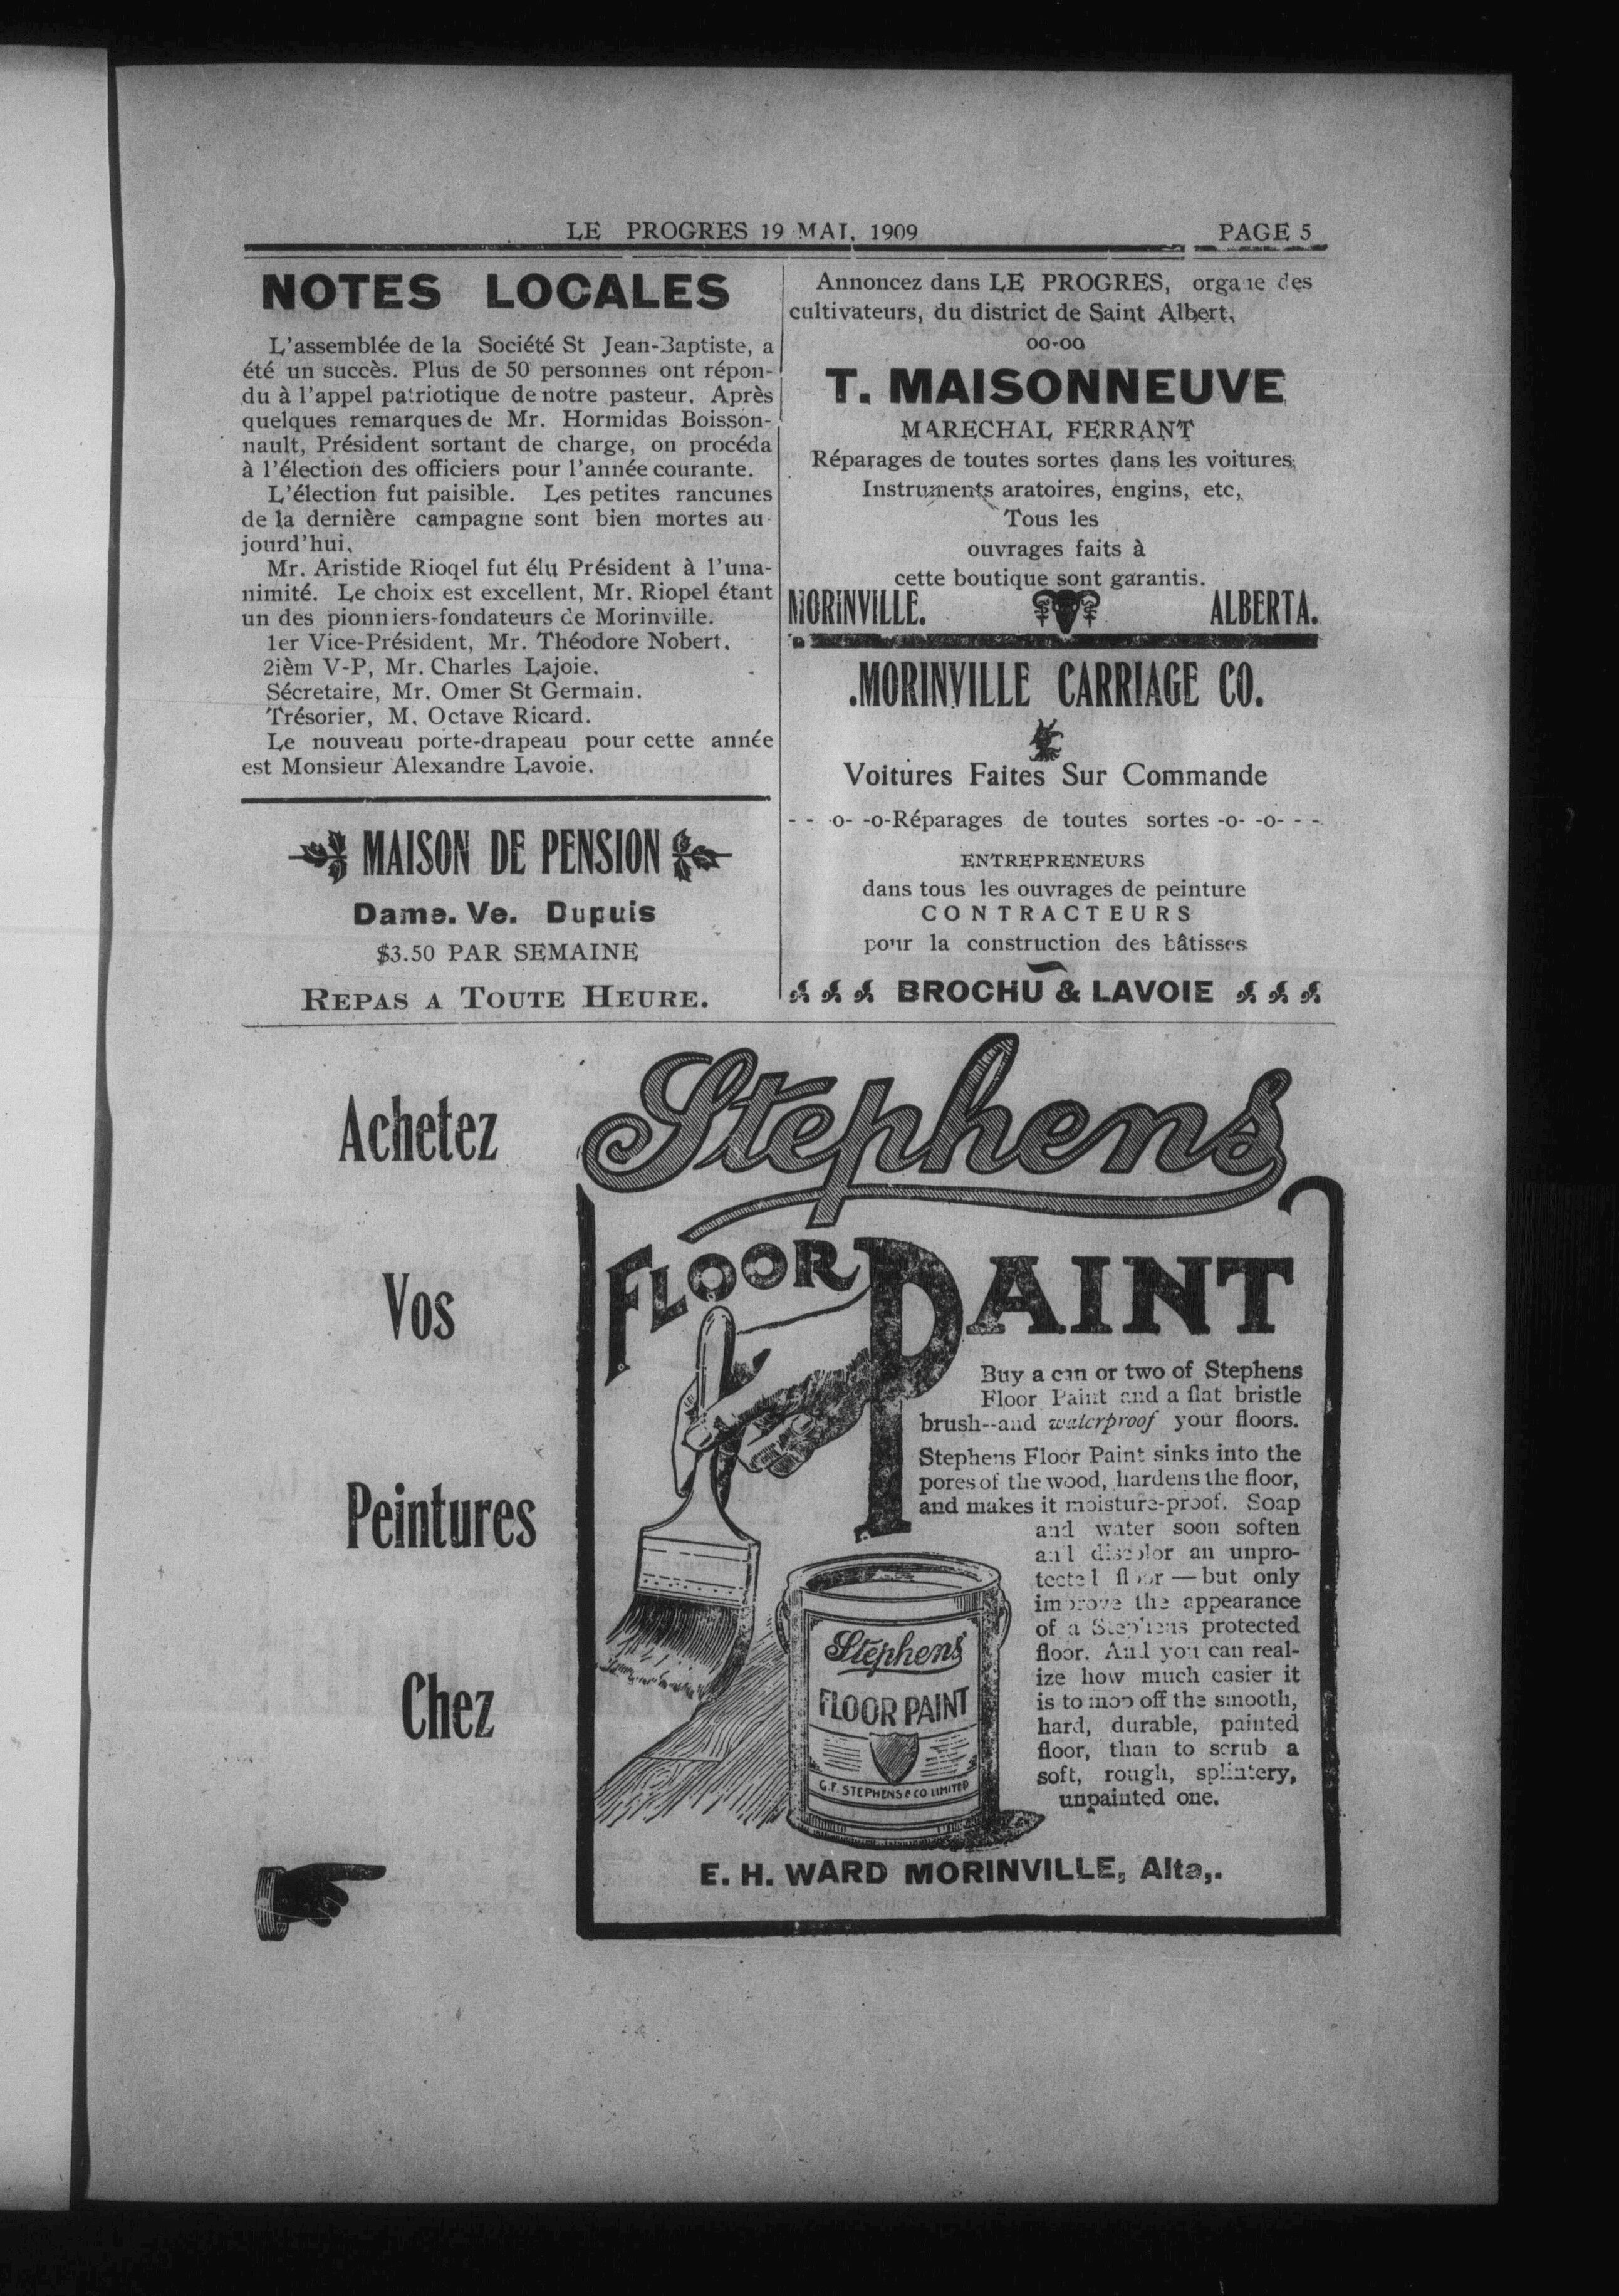 LE PROGRES 19 MAI, 1909
PAGE 5
NOTES LOCALES
L'assemblée de la Société St Jean-Baptiste, a
été un succès. Plus de 50 personnes ont répon-
du à l'appel patriotique de notre pasteur. Après
quelques remarques de Mr. Hormidas Boisson-
nault, Président sortant de charge, on procéda
à l'élection des officiers pour l'année courante.
L'élection fut paisible. Les petites rancunes
de la dernière campagne sont bien mortes au-
jourd'hui.
Mr. Aristide Rioqel fut élu Président à l'una-
nimité. Le choix est excellent, Mr. Riopel étant
un des pionniers-fondateurs de Morinville.
1er Vice-Président, Mr. Théodore Nobert.
2ièm V-P, Mr. Charles Lajoie.
Sécretaire, Mr. Omer St Germain.
Trésorier, M. Octave Ricard.
Le nouveau porte-drapeau pour cette année
est Monsieur Alexandre Lavoie.
MAISON DE PENSION
Dame. Ve. Dupuis
$3.50 PAR SEMAINE
REPAS A TOUTE HEURE.
Annoncez dans LE PROGRES, organe des
cultivateurs, du district de Saint Albert,
oo-oo
T. MAISONNEUVE
MARECHAL FERRANT
Réparages de toutes sortes dans les voitures,
Instruments aratoires, engins, etc,
Tous les
ouvrages faits à
cette boutique sont garantis.
MORINVILLE. ALBERTA.
MORINVILLE CARRIAGE CO.
Voitures Faites Sur Commande
- - -o- -o-Réparages de toutes sortes -o- -o- - -
ENTREPRENEURS
dans tous les ouvrages de peinture
CONTRACTEURS
pour la construction des bâtisses
BROCHU & LAVOIE
Achetez
Vos
Peintures
Chez
Stephens
FLOOR PAINT
Buy a can or two of Stephens
Floor Paint and a flat bristle
brush--and waterproof your floors.
Stephens Floor Paint sinks into the
pores of the wood, hardens the floor,
and makes it moisture-proof. Soap
and water soon soften
and discolor an unpro-
tected floor — but only
improve the appearance
of a Stephens protected
floor. And you can real-
ize how much easier it
is to mop off the smooth,
hard, durable, painted
floor, than to scrub a
soft, rough, splintery,
unpainted one.
Stephens
FLOOR PAINT
G.F. STEPHENS & CO LIMITED
E. H. WARD MORINVILLE, Alta,.